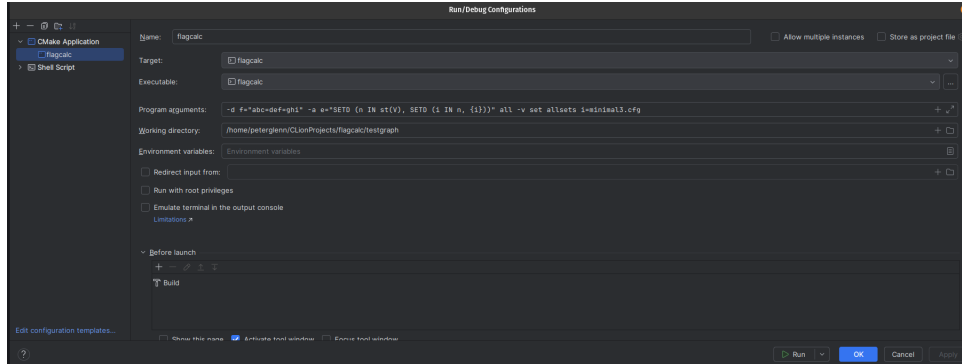 Run/Debug Configurations
CMake Application
flagcalc
Shell Script
Edit configuration templates...
Name: flagcalc
Allow multiple instances
Store as project file
Target: flagcalc
Executable: flagcalc
Program arguments: -d f="abc=def=ghi" -a e="SETD (n IN st(V), SETD (i IN n, {i}))" all -v set allsets i=minimal3.cfg
Working directory: /home/peterglenn/CLionProjects/flagcalc/testgraph
Environment variables: Environment variables
Redirect input from:
Run with root privileges
Emulate terminal in the output console
Limitations
Before launch
Build
Show this page Activate tool window Focus tool window
? Run OK Cancel Apply